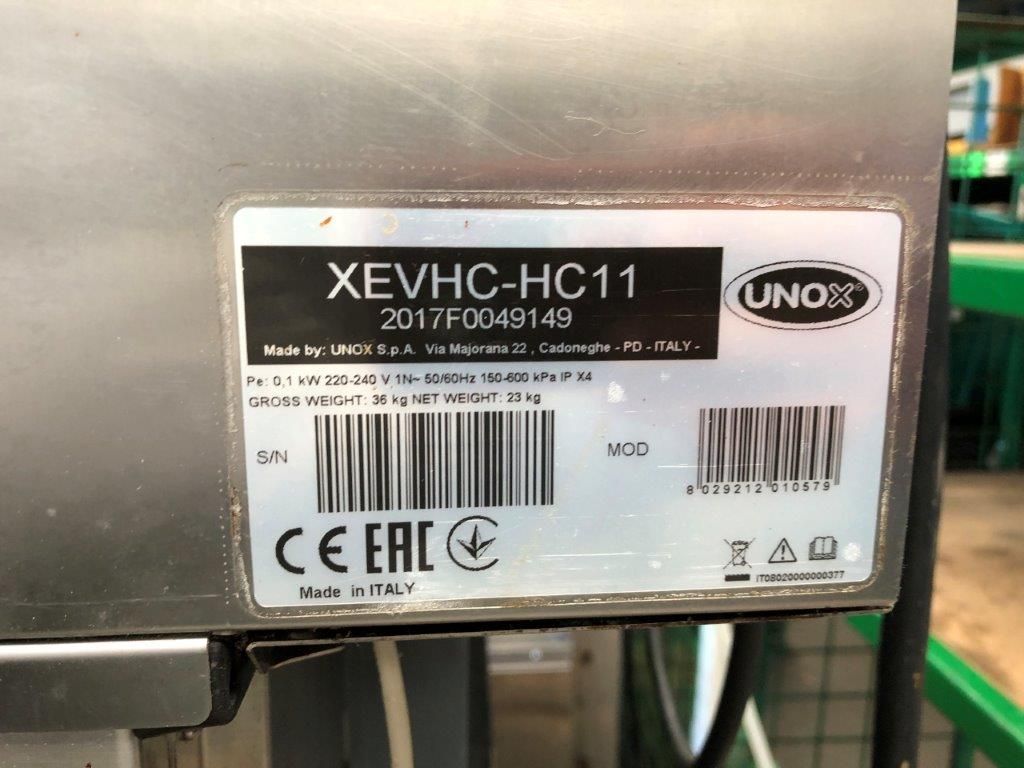 XEVHC-HC11
2017F0049149
Made by: UNOX S.p.A. Via Majorana 22 , Cadoneghe - PD - ITALY -
UNOX®
Pe: 0,1 kW 220-240 V 1N~ 50/60Hz 150-600 kPa IP X4
GROSS WEIGHT: 36 kg NET WEIGHT: 23 kg
S/N
MOD
8 029212 010579
CE EAC
Made in ITALY
IT08020000000377